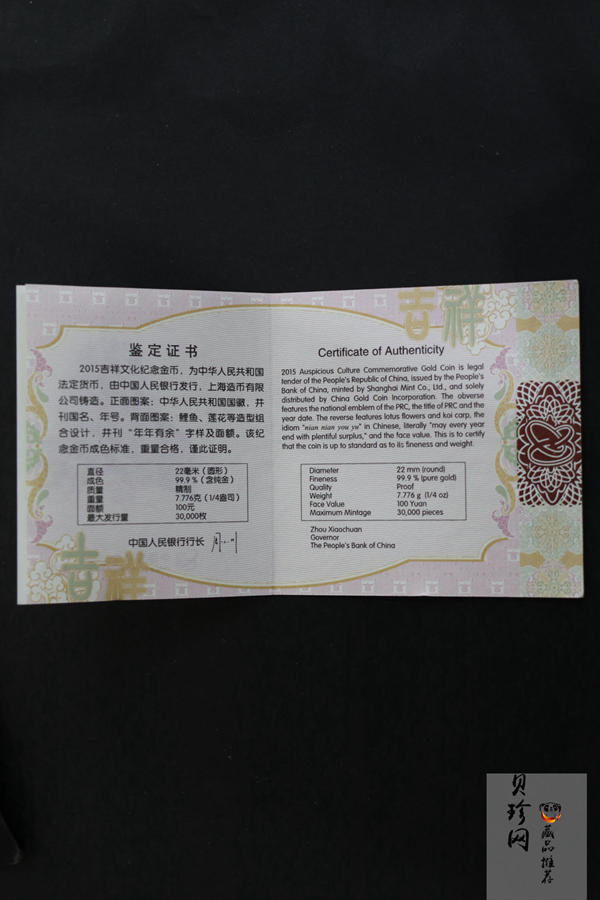 吉祥
鉴定证书
2015吉祥文化纪念金币，为中华人民共和国
法定货币，由中国人民银行发行，上海造币有限
公司铸造。正面图案：中华人民共和国国徽，并
刊国名、年号。背面图案：鲤鱼、莲花等造型组
合设计，并刊“年年有余”字样及面额。该纪
念金币成色标准，重量合格，谨此证明。
直径 22毫米（圆形）
成色 99.9％（含纯金）
质量 精制
重量 7.776克（1/4盎司）
面额 100元
最大发行量 30,000枚
中国人民银行行长
吉祥
Certificate of Authenticity
2015 Auspicious Culture Commemorative Gold Coin is legal
tender of the People's Republic of China, issued by the People's
Bank of China, minted by Shanghai Mint Co., Ltd., and solely
distributed by China Gold Coin Incorporation. The obverse
features the national emblem of the PRC, the title of PRC and the
year date. The reverse features lotus flowers and koi carp, the
idiom "nian nian you yu" in Chinese, literally "may every year
end with plentiful surplus," and the face value. This is to certify
that the coin is up to standard as to its fineness and weight.
Diameter 22 mm (round)
Fineness 99.9 % (pure gold)
Quality Proof
Weight 7.776 g (1/4 oz)
Face Value 100 Yuan
Maximum Mintage 30,000 pieces
Zhou Xiaochuan
Governor
The People's Bank of China
贝珍网
藏品推荐